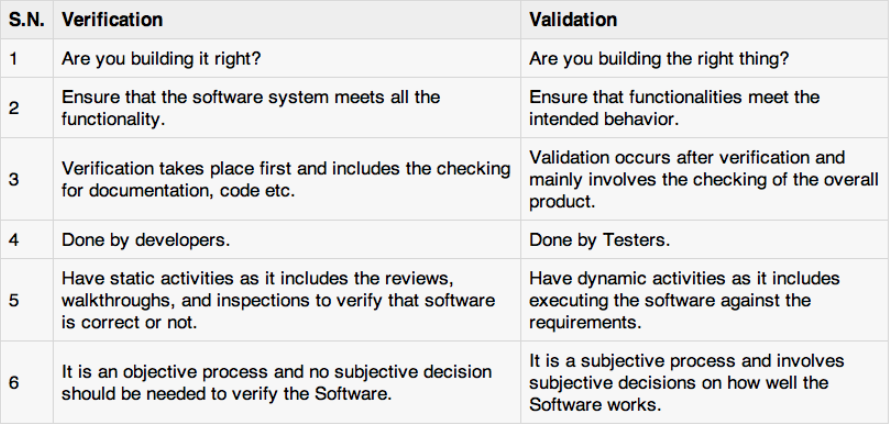 S.N. Verification Validation
1 Are you building it right? Are you building the right thing?
2 Ensure that the software system meets all the
functionality. Ensure that functionalities meet the
intended behavior.
3 Verification takes place first and includes the checking
for documentation, code etc. Validation occurs after verification and
mainly involves the checking of the overall
product.
4 Done by developers. Done by Testers.
5 Have static activities as it includes the reviews,
walkthroughs, and inspections to verify that software
is correct or not. Have dynamic activities as it includes
executing the software against the
requirements.
6 It is an objective process and no subjective decision
should be needed to verify the Software. It is a subjective process and involves
subjective decisions on how well the
Software works.